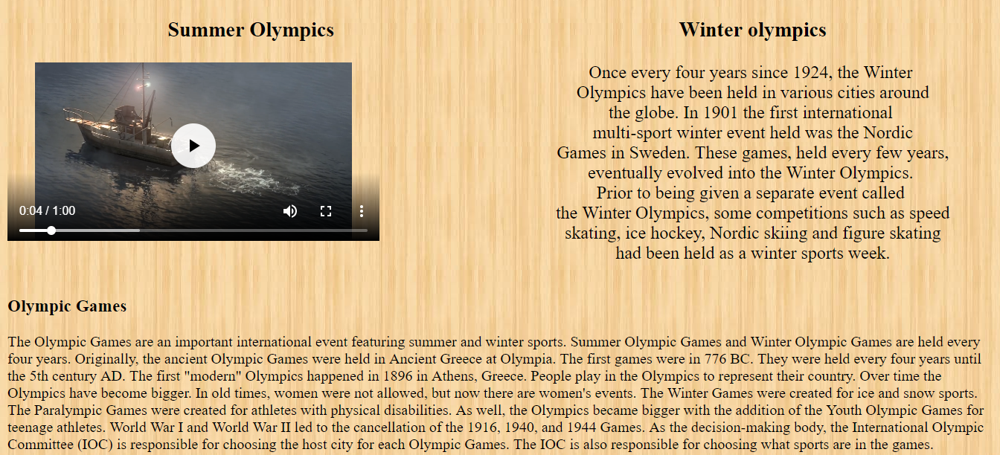 Summer Olympics
0:04 / 1:00
Winter olympics
Once every four years since 1924, the Winter
Olympics have been held in various cities around
the globe. In 1901 the first international
multi-sport winter event held was the Nordic
Games in Sweden. These games, held every few years,
eventually evolved into the Winter Olympics.
Prior to being given a separate event called
the Winter Olympics, some competitions such as speed
skating, ice hockey, Nordic skiing and figure skating
had been held as a winter sports week.
Olympic Games
The Olympic Games are an important international event featuring summer and winter sports. Summer Olympic Games and Winter Olympic Games are held every
four years. Originally, the ancient Olympic Games were held in Ancient Greece at Olympia. The first games were in 776 BC. They were held every four years until
the 5th century AD. The first "modern" Olympics happened in 1896 in Athens, Greece. People play in the Olympics to represent their country. Over time the
Olympics have become bigger. In old times, women were not allowed, but now there are women's events. The Winter Games were created for ice and snow sports.
The Paralympic Games were created for athletes with physical disabilities. As well, the Olympics became bigger with the addition of the Youth Olympic Games for
teenage athletes. World War I and World War II led to the cancellation of the 1916, 1940, and 1944 Games. As the decision-making body, the International Olympic
Committee (IOC) is responsible for choosing the host city for each Olympic Games. The IOC is also responsible for choosing what sports are in the games.